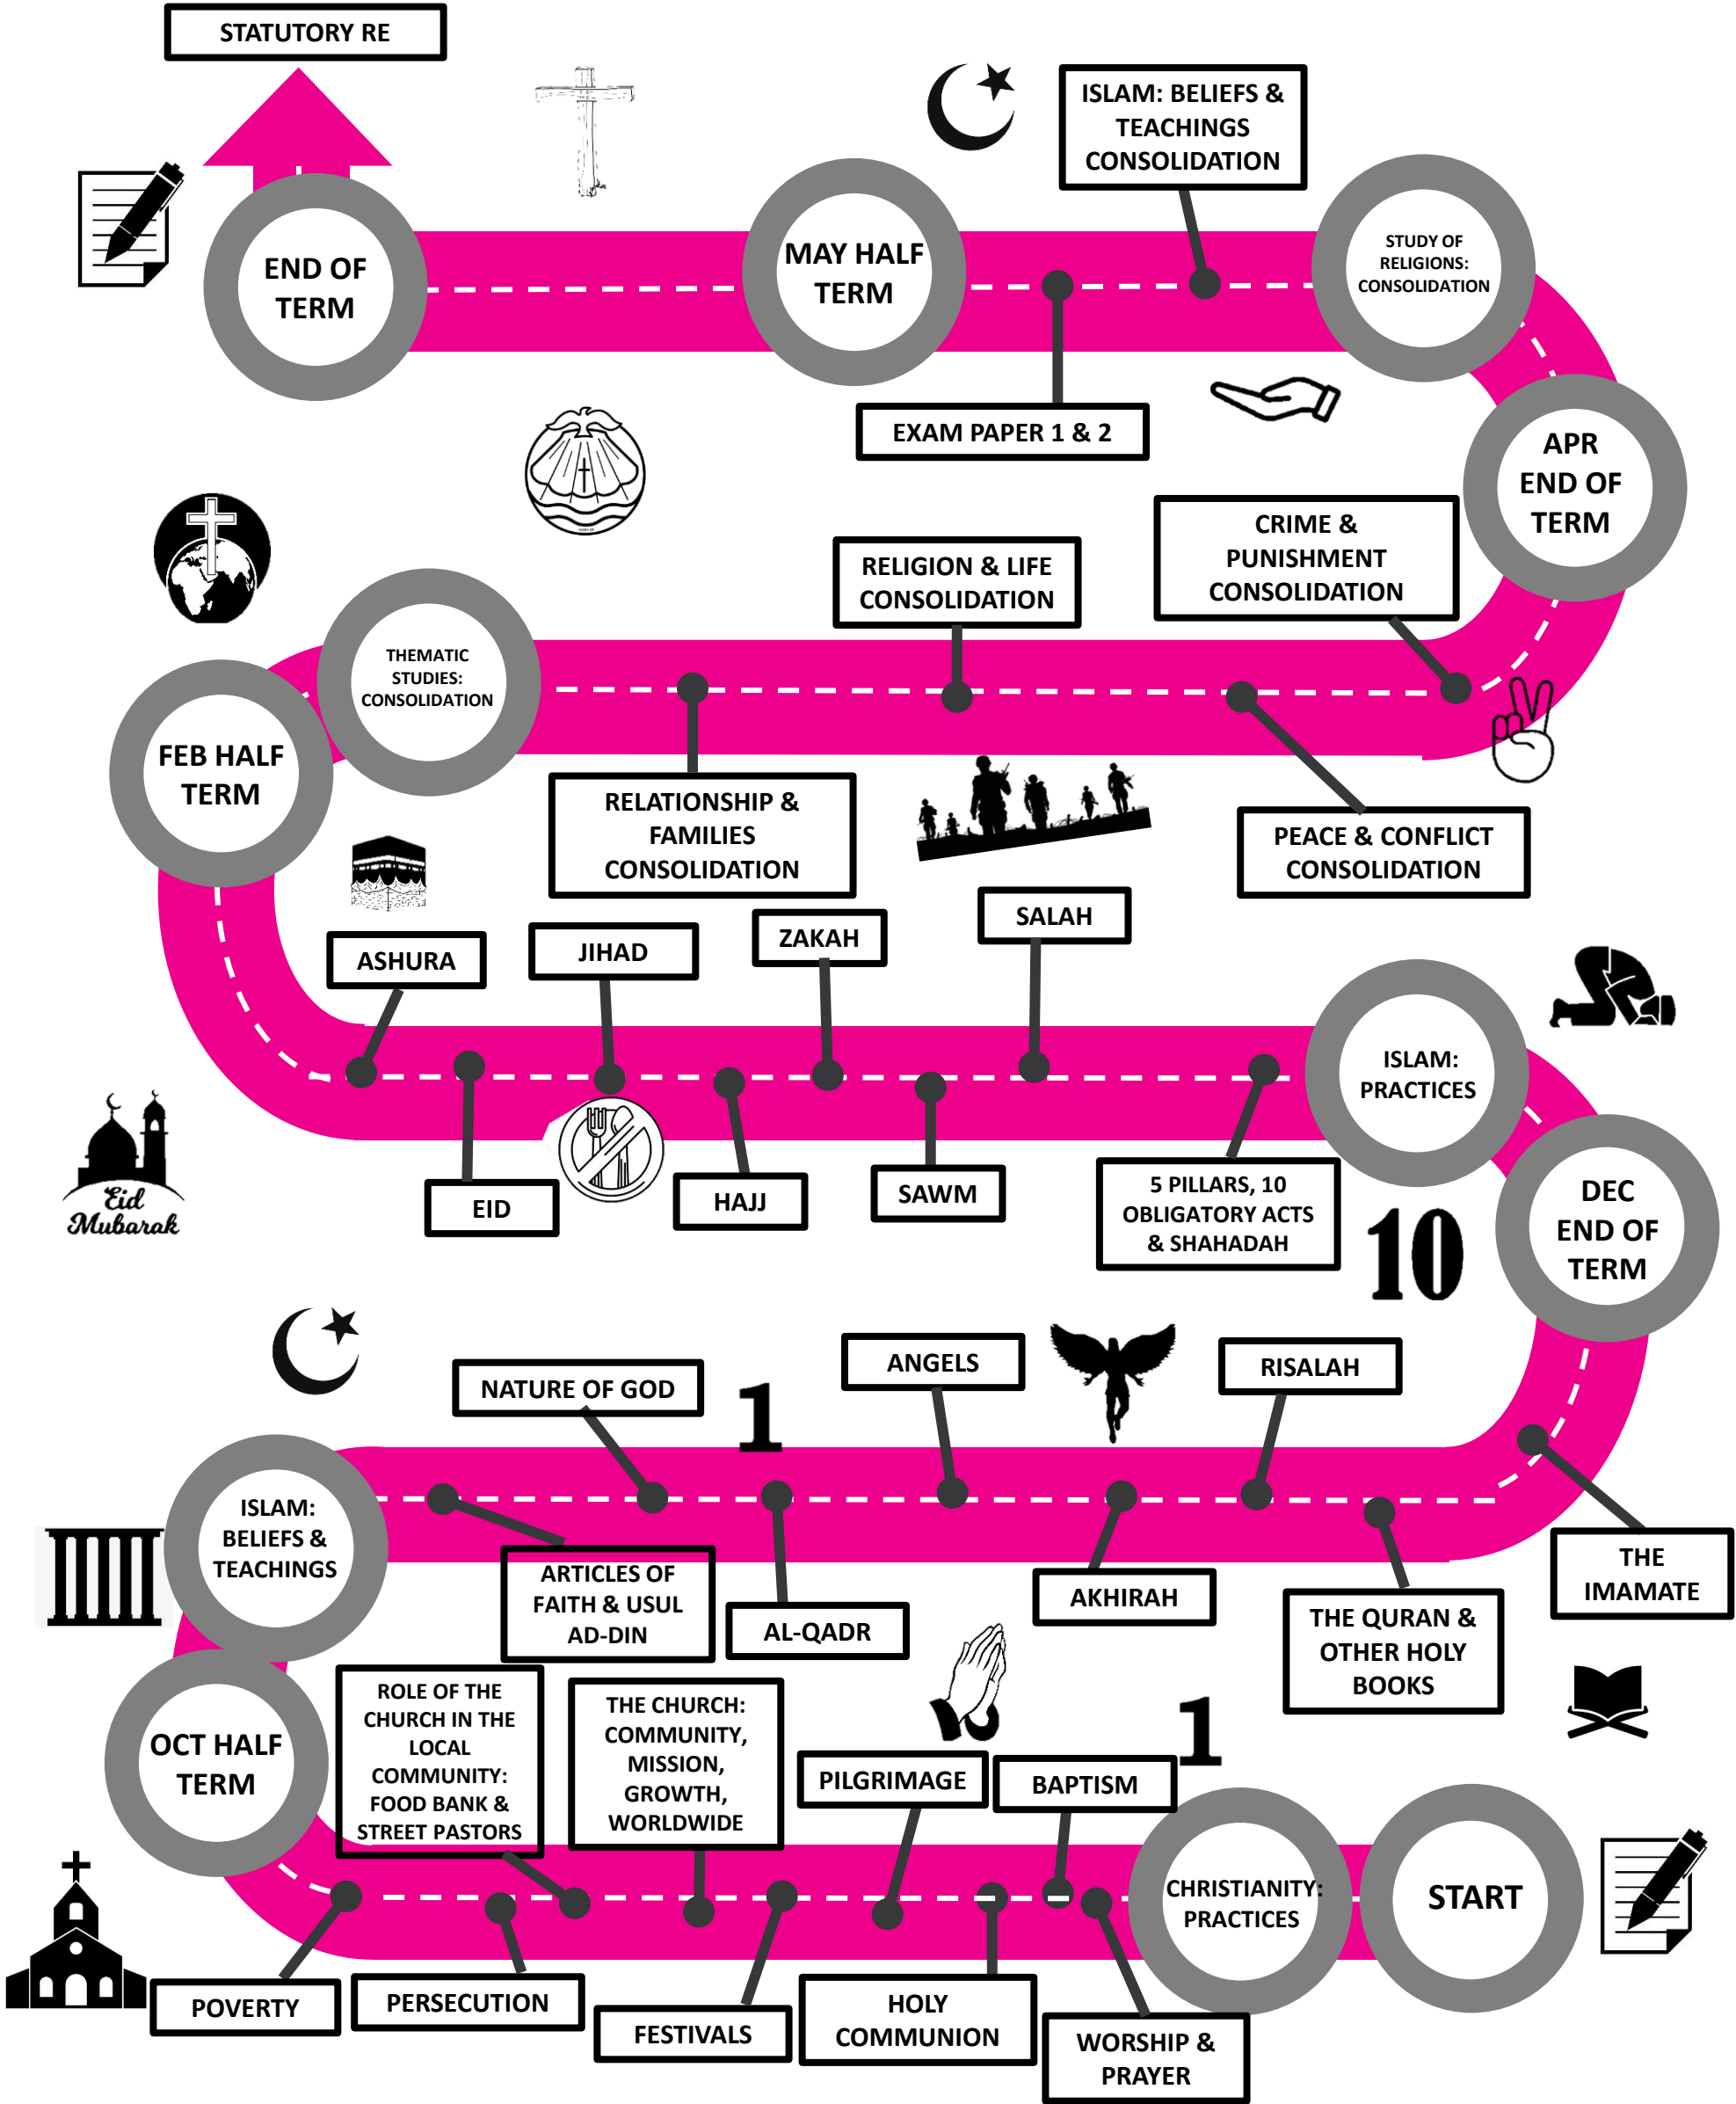 STATUTORY RE
ISLAM: BELIEFS &
TEACHINGS
CONSOLIDATION
END OF
TERM
MAY HALF
TERM
STUDY OF
RELIGIONS:
CONSOLIDATION
EXAM PAPER 1 & 2
APR
END OF
TERM
CRIME &
PUNISHMENT
CONSOLIDATION
RELIGION & LIFE
CONSOLIDATION
THEMATIC
STUDIES:
CONSOLIDATION
FEB HALF
TERM
RELATIONSHIP &
FAMILIES
CONSOLIDATION
PEACE & CONFLICT
CONSOLIDATION
ASHURA
JIHAD
ZAKAH
SALAH
ISLAM:
PRACTICES
Eid
Mubarak
EID
HAJJ
SAWM
5 PILLARS, 10
OBLIGATORY ACTS
& SHAHADAH
10
DEC
END OF
TERM
NATURE OF GOD
1
ANGELS
RISALAH
ISLAM:
BELIEFS &
TEACHINGS
ARTICLES OF
FAITH & USUL
AD-DIN
AL-QADR
AKHIRAH
THE QURAN &
OTHER HOLY
BOOKS
THE
IMAMATE
OCT HALF
TERM
ROLE OF THE
CHURCH IN THE
LOCAL
COMMUNITY:
FOOD BANK &
STREET PASTORS
THE CHURCH:
COMMUNITY,
MISSION,
GROWTH,
WORLDWIDE
PILGRIMAGE
BAPTISM
1
CHRISTIANITY:
PRACTICES
START
POVERTY
PERSECUTION
FESTIVALS
HOLY
COMMUNION
WORSHIP &
PRAYER